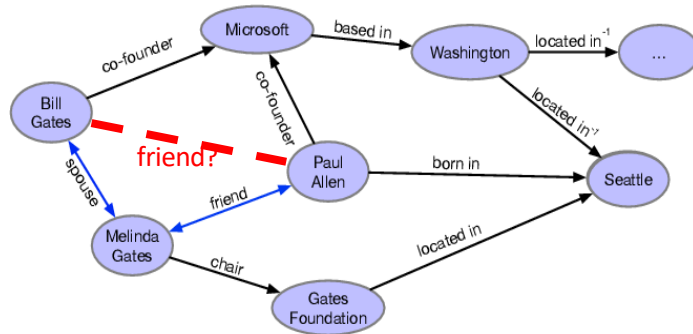 Microsoft
based in
Washington
located in⁻¹
...
co-founder
Bill
Gates
co-founder
located in⁻¹
friend?
Paul
Allen
born in
Seattle
spouse
friend
Melinda
Gates
located in
chair
Gates
Foundation